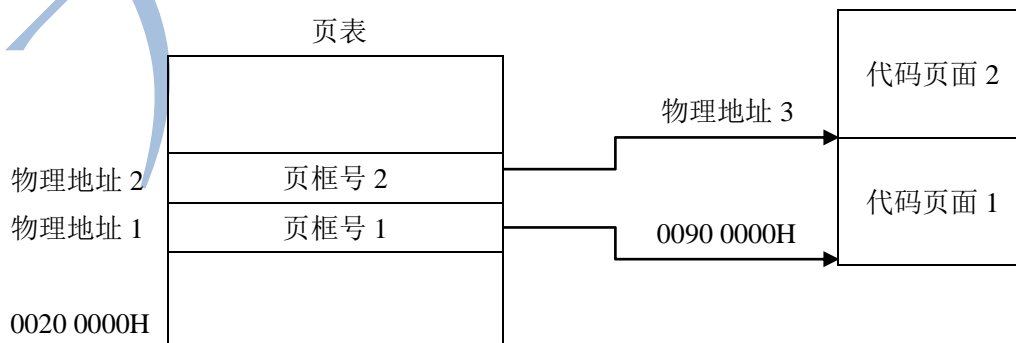 页表
代码页面 2
物理地址 3
物理地址 2
页框号 2
代码页面 1
物理地址 1
页框号 1
0090 0000H
0020 0000H